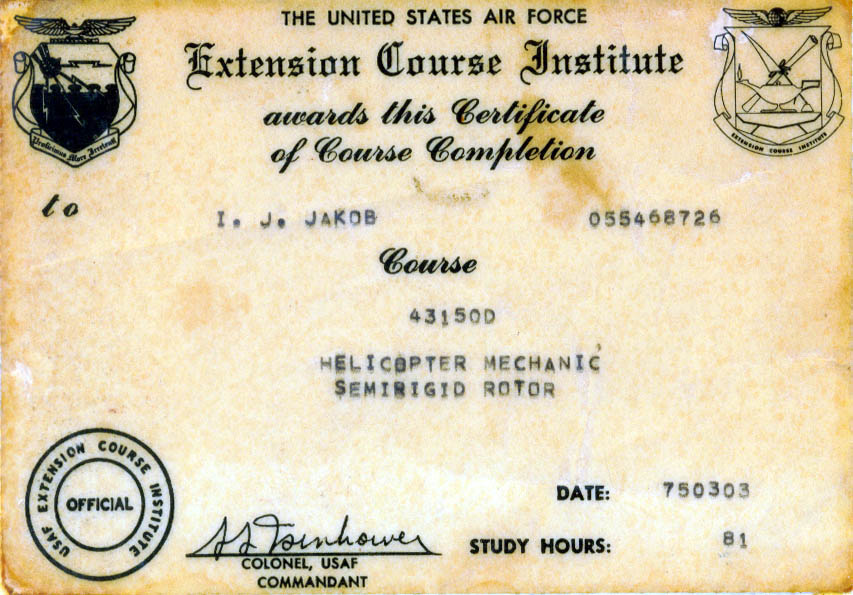 THE UNITED STATES AIR FORCE
Extension Course Institute
awards this Certificate
of Course Completion
to
I. J. JAKOB 055468726
Course
43150D
HELICOPTER MECHANIC
SEMIRIGID ROTOR
EXTENSION COURSE INSTITUTE
USAF EXTENSION COURSE INSTITUTE
OFFICIAL
DATE: 750303
COLONEL, USAF
COMMANDANT
STUDY HOURS: 81